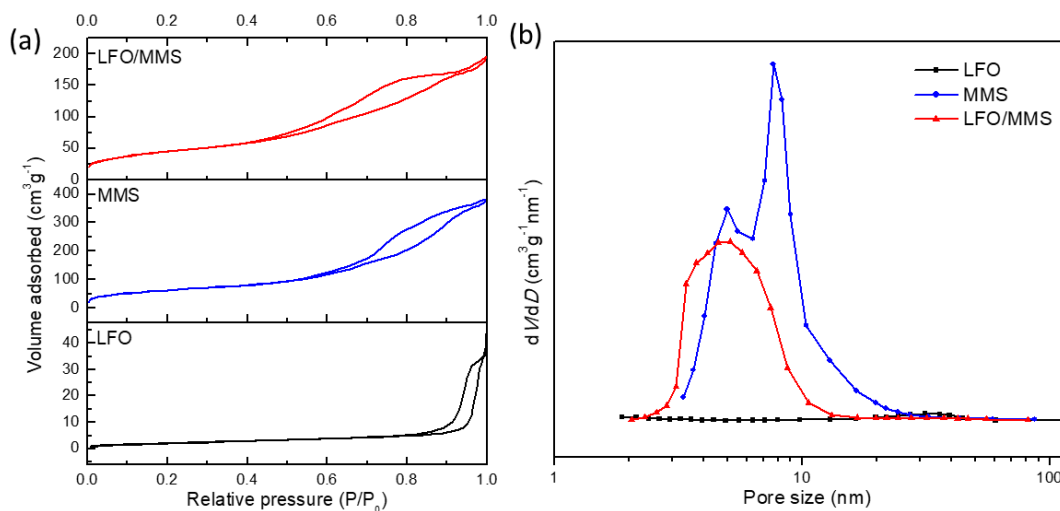 (a)
0.0 0.2 0.4 0.6 0.8 1.0
LFO/MMS
200
150
100
50
0
MMS
400
300
200
100
0
LFO
40
30
20
10
0
Volume adsorbed (cm³g⁻¹)
0.0 0.2 0.4 0.6 0.8 1.0
Relative pressure (P/P₀)
(b)
LFO
MMS
LFO/MMS
dV/dD (cm³g⁻¹nm⁻¹)
1 10 100
Pore size (nm)